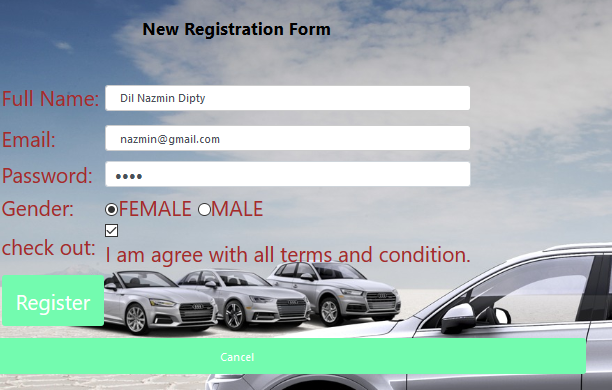 New Registration Form
Full Name: Dil Nazmin Dipty
Email: nazmin@gmail.com
Password: ••••
Gender: FEMALE MALE
check out: I am agree with all terms and condition.
Register
Cancel